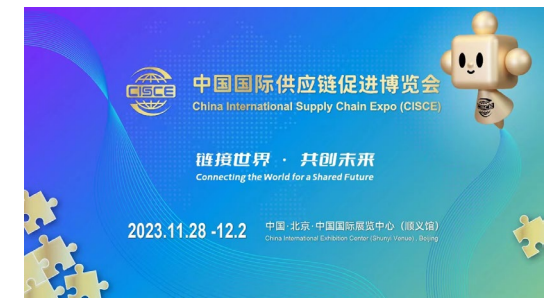 CISCE
中国国际供应链促进博览会
China International Supply Chain Expo (CISCE)
链接世界 · 共创未来
Connecting the World for a Shared Future
2023.11.28 -12.2
中国·北京·中国国际展览中心（顺义馆）
China International Exhibition Center (Shunyi Venue) , Beijing